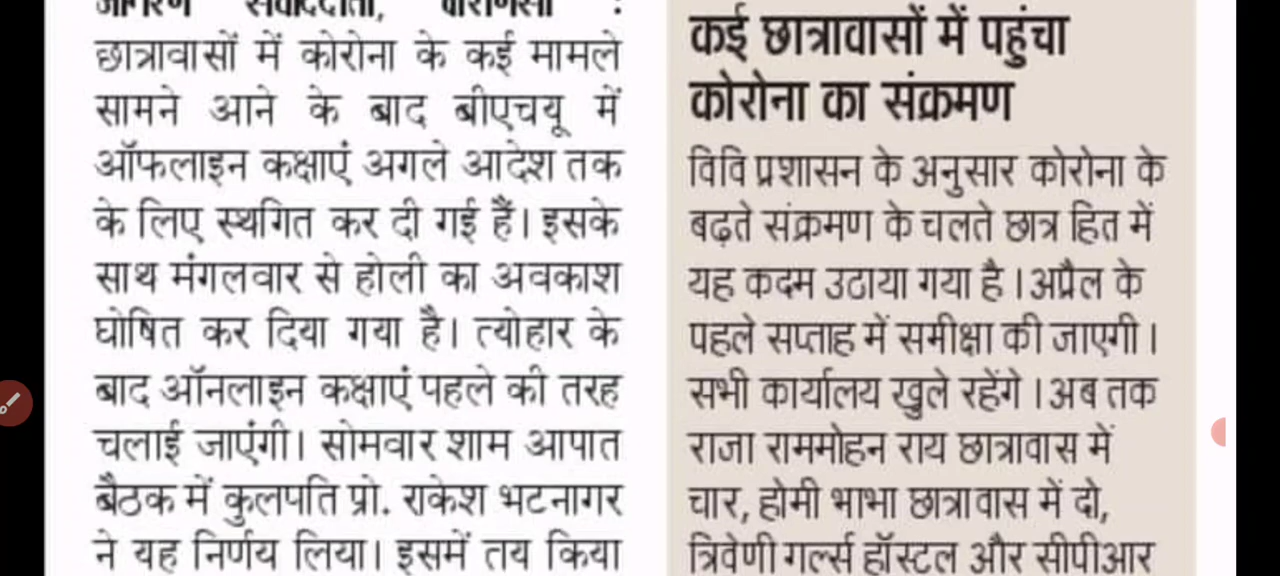 जागरण संवाददाता, वाराणसी :
छात्रावासों में कोरोना के कई मामले
सामने आने के बाद बीएचयू में
ऑफलाइन कक्षाएं अगले आदेश तक
के लिए स्थगित कर दी गई हैं। इसके
साथ मंगलवार से होली का अवकाश
घोषित कर दिया गया है। त्योहार के
बाद ऑनलाइन कक्षाएं पहले की तरह
चलाई जाएंगी। सोमवार शाम आपात
बैठक में कुलपति प्रो. राकेश भटनागर
ने यह निर्णय लिया। इसमें तय किया
कई छात्रावासों में पहुंचा
कोरोना का संक्रमण
विवि प्रशासन के अनुसार कोरोना के
बढ़ते संक्रमण के चलते छात्र हित में
यह कदम उठाया गया है। अप्रैल के
पहले सप्ताह में समीक्षा की जाएगी।
सभी कार्यालय खुले रहेंगे। अब तक
राजा राममोहन राय छात्रावास में
चार, होमी भाभा छात्रावास में दो,
त्रिवेणी गर्ल्स हॉस्टल और सीपीआर